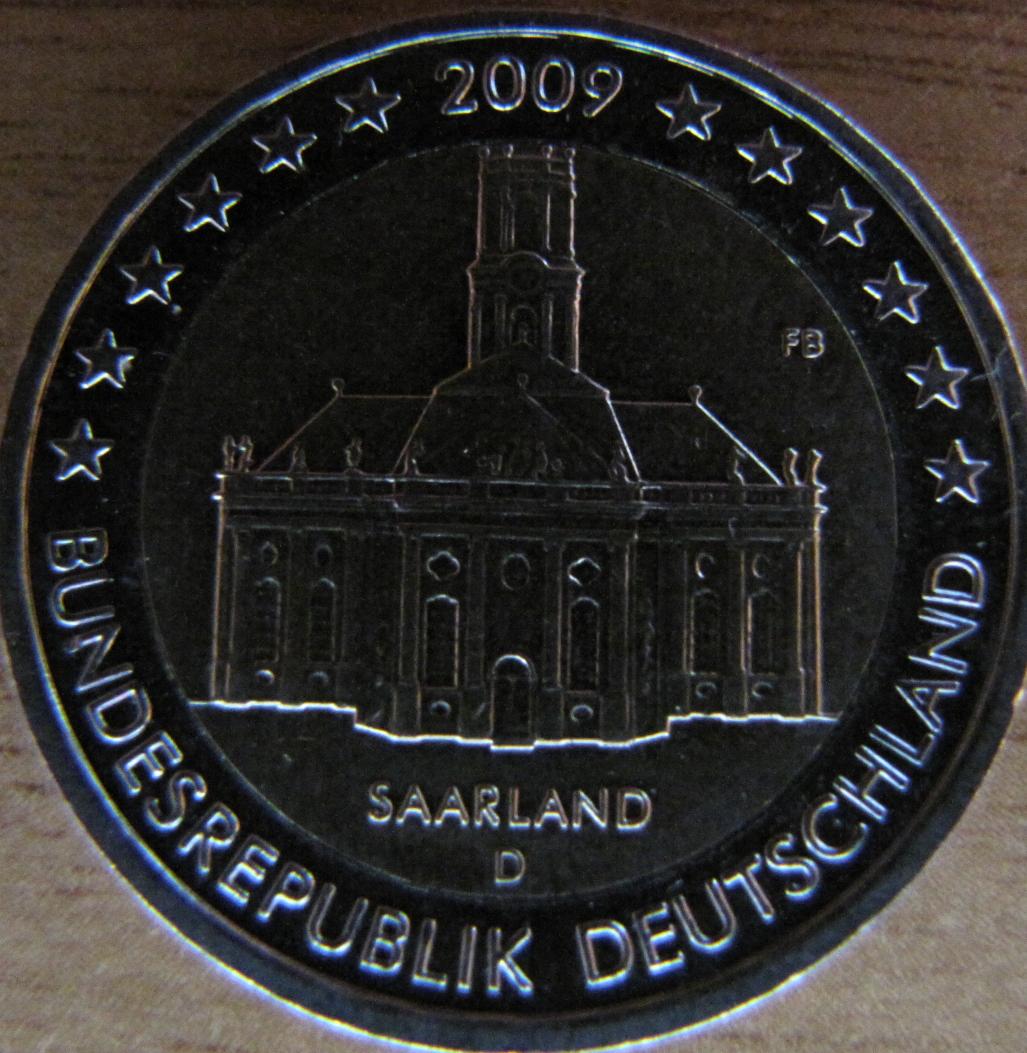 2009
FB
SAARLAND
D
BUNDESREPUBLIK DEUTSCHLAND